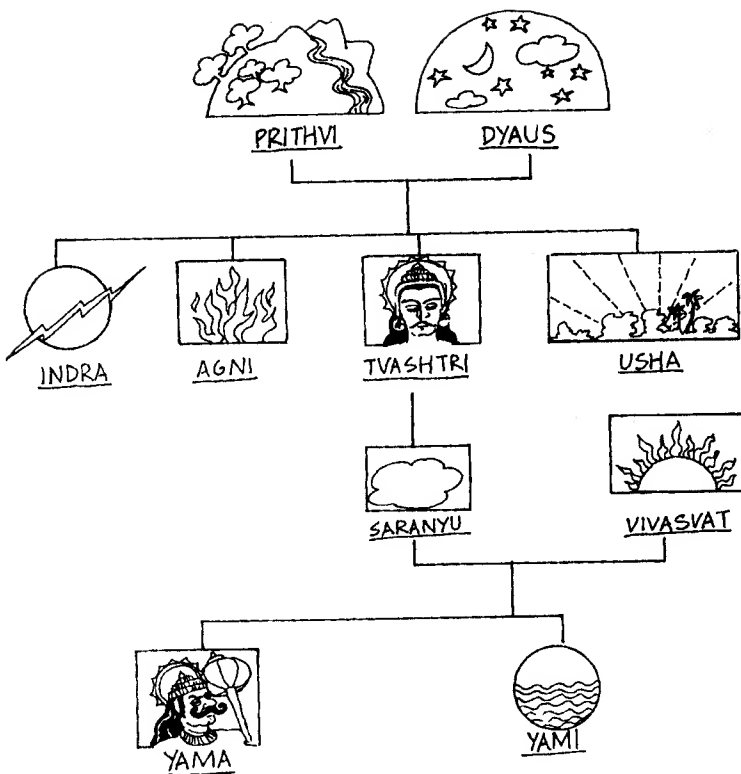 PRITHVI
DYAUS
INDRA
AGNI
TVASHTRI
USHA
SARANYU
VIVASVAT
YAMA
YAMI